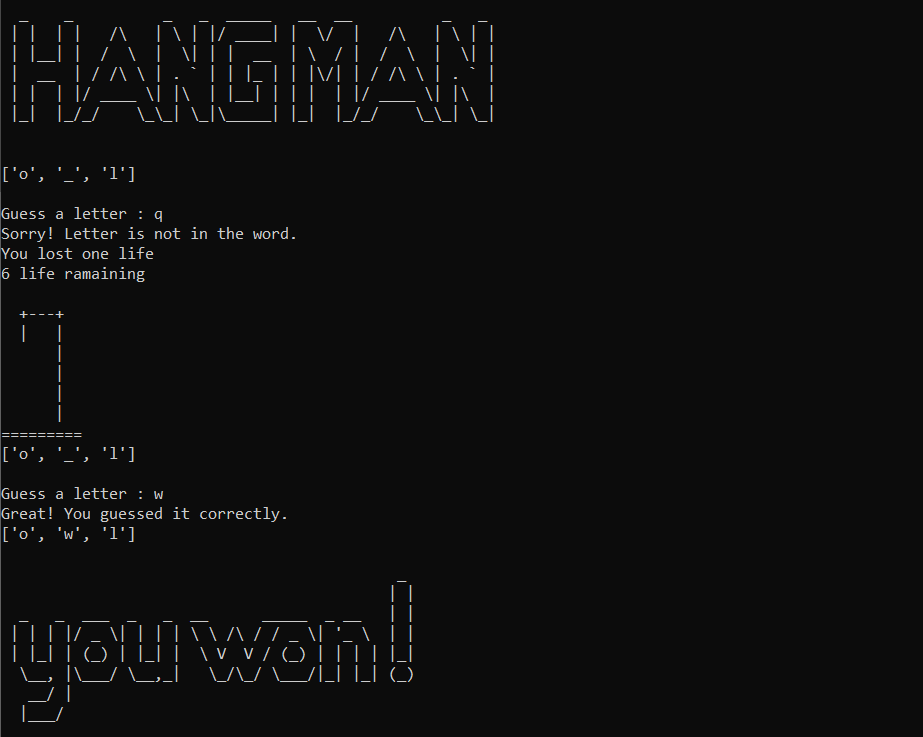 HANGMAN
['o', '_', 'l']
Guess a letter : q
Sorry! Letter is not in the word.
You lost one life
6 life ramaining
+---+
|   |
    |
    |
    |
    |
=========
['o', '_', 'l']
Guess a letter : w
Great! You guessed it correctly.
['o', 'w', 'l']
you won!